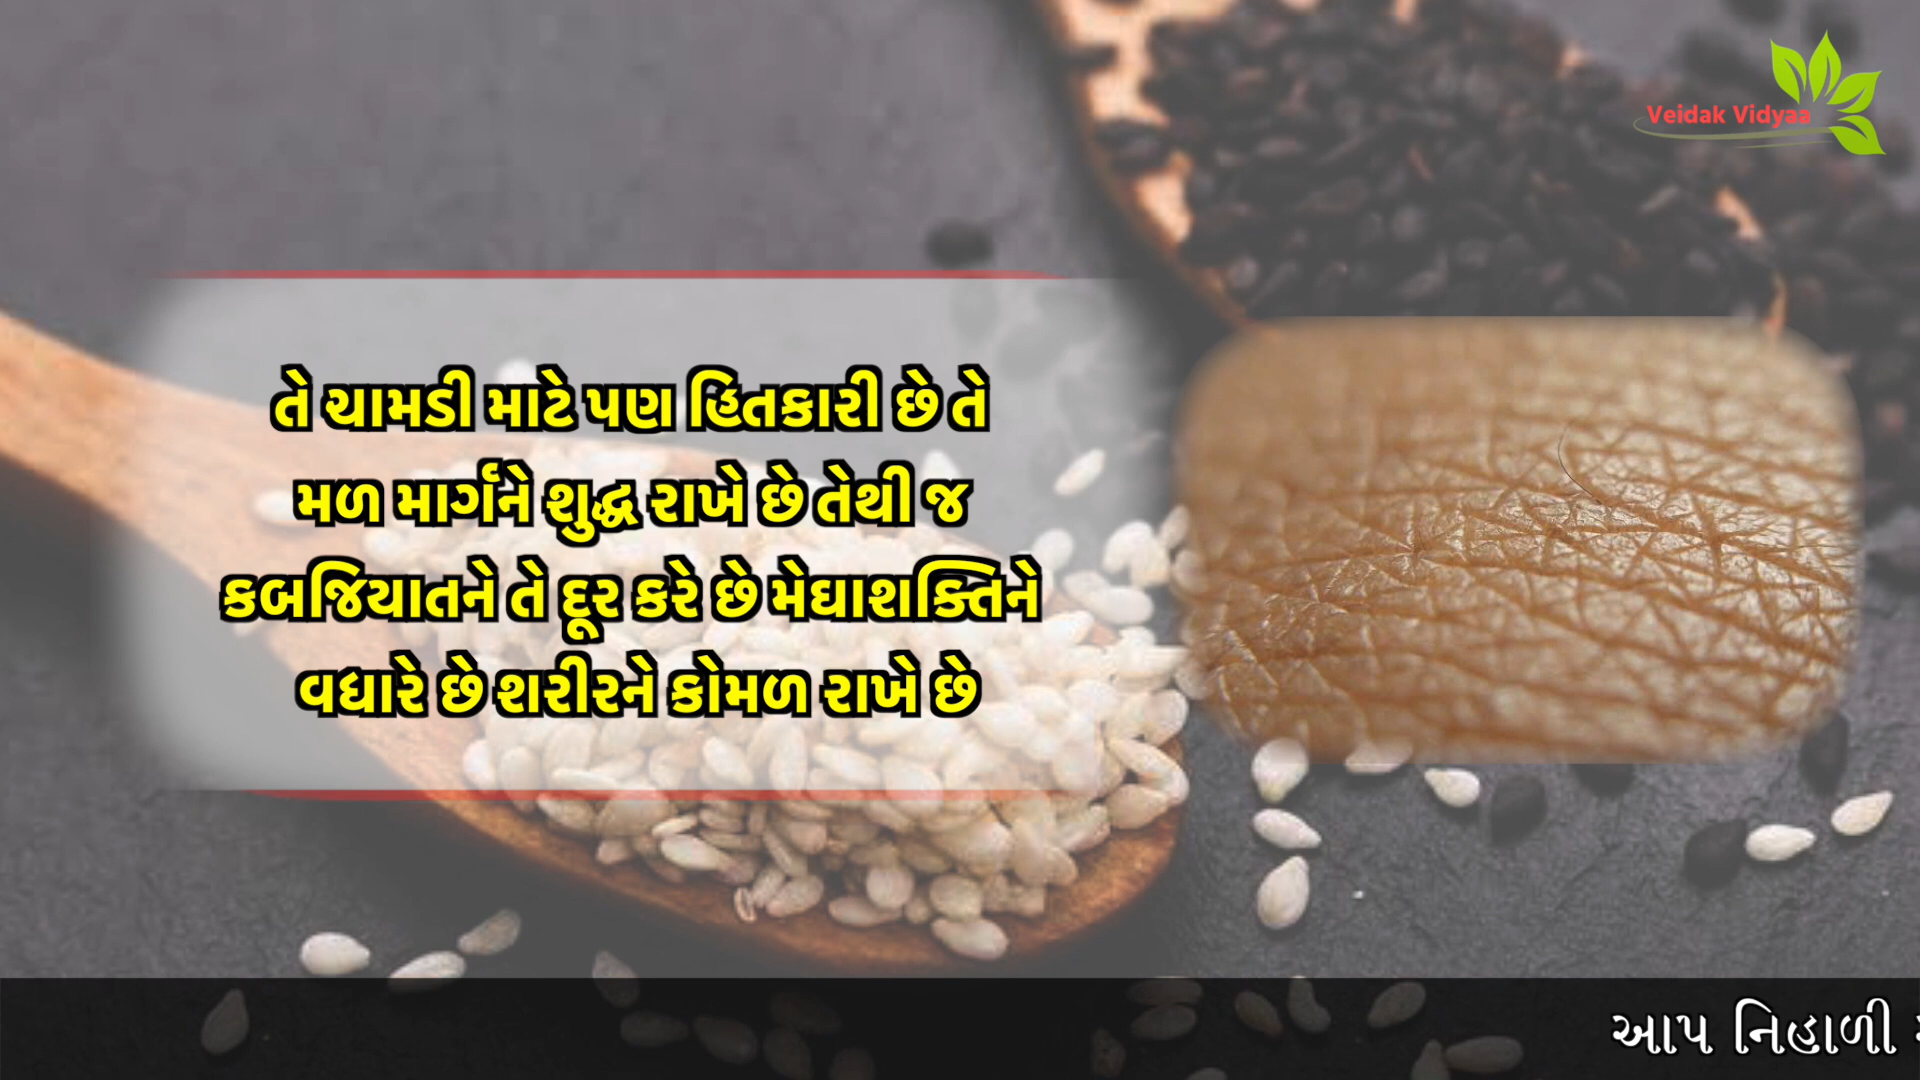 Veidak Vidyaa
તે ચામડી માટે પણ હિતકારી છે તે
મળ માર્ગને શુદ્ધ રાખે છે તેથી જ
કબજિયાતને તે દૂર કરે છે મેઘાશક્તિને
વધારે છે શરીરને કોમળ રાખે છે
આપ નિહાળી